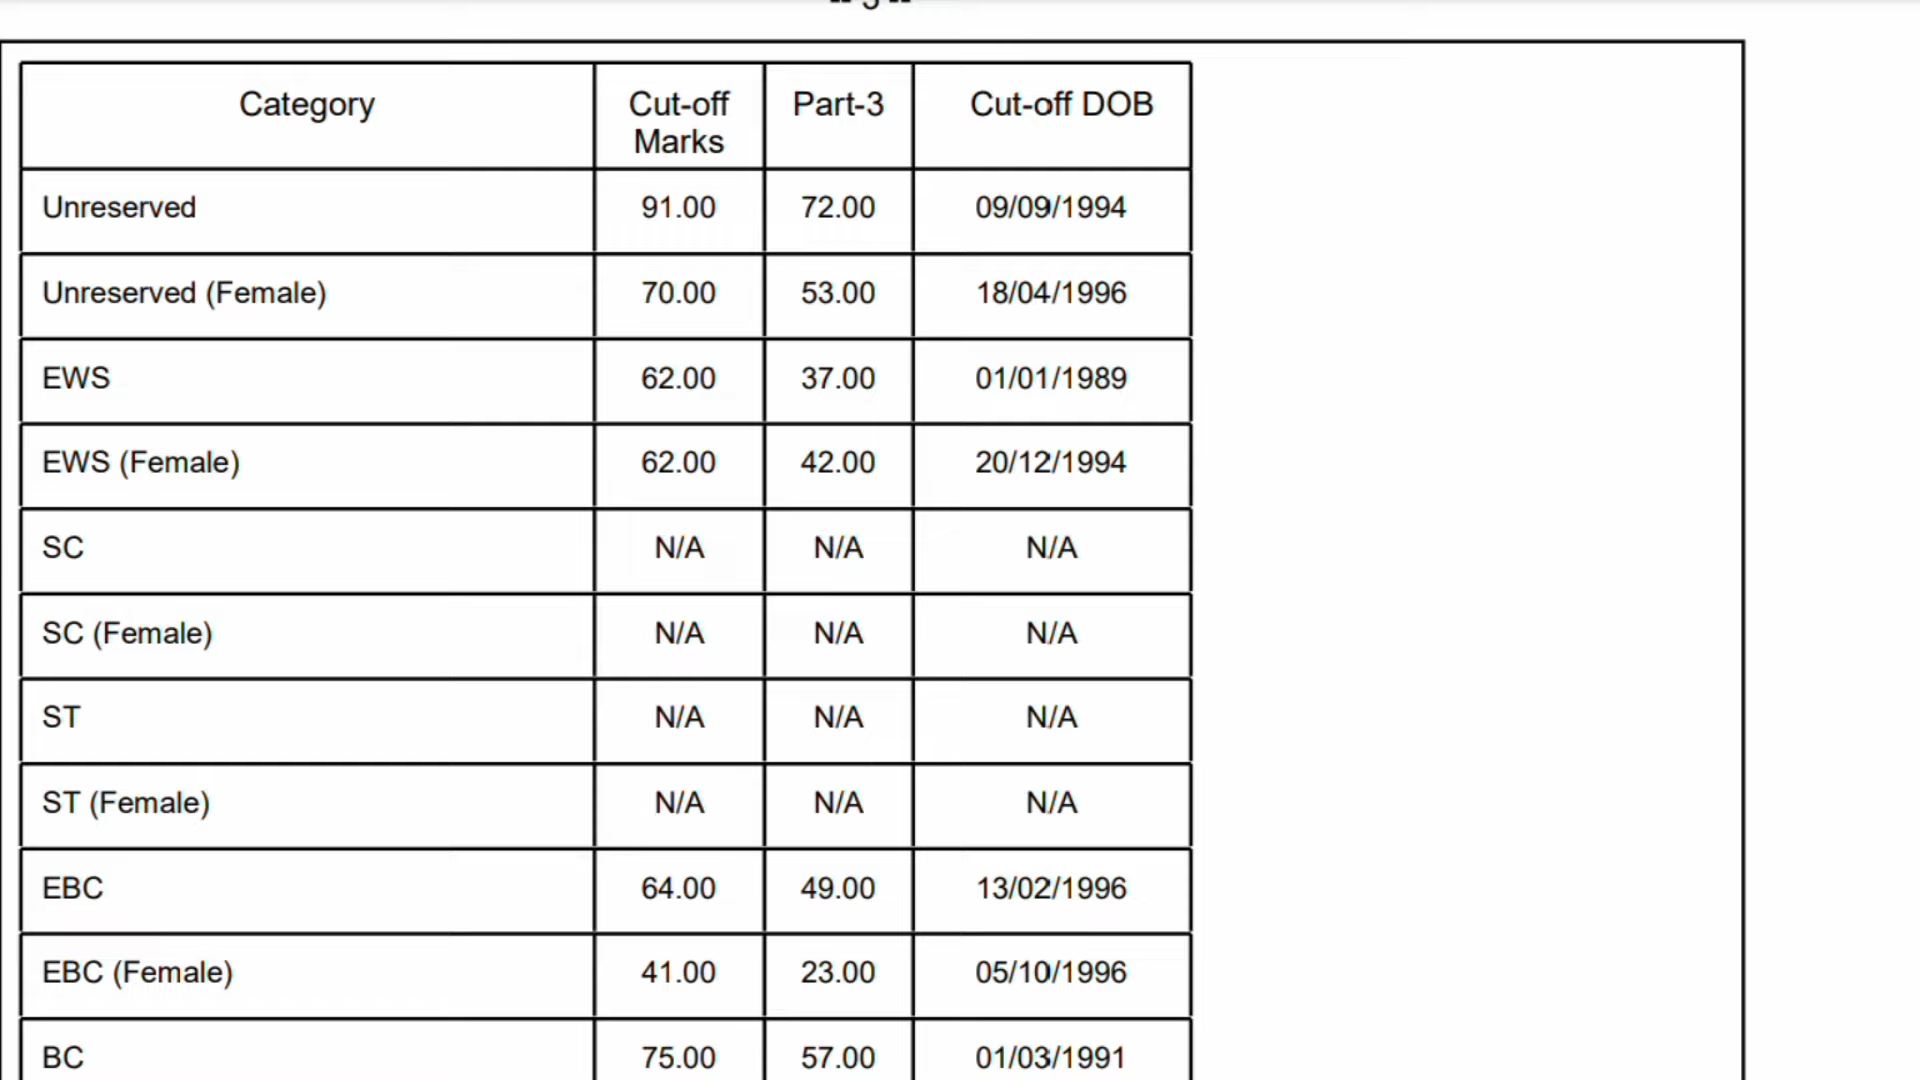 Category Cut-off Part-3 Cut-off DOB
Marks
Unreserved 91.00 72.00 09/09/1994
Unreserved (Female) 70.00 53.00 18/04/1996
EWS 62.00 37.00 01/01/1989
EWS (Female) 62.00 42.00 20/12/1994
SC N/A N/A N/A
SC (Female) N/A N/A N/A
ST N/A N/A N/A
ST (Female) N/A N/A N/A
EBC 64.00 49.00 13/02/1996
EBC (Female) 41.00 23.00 05/10/1996
BC 75.00 57.00 01/03/1991